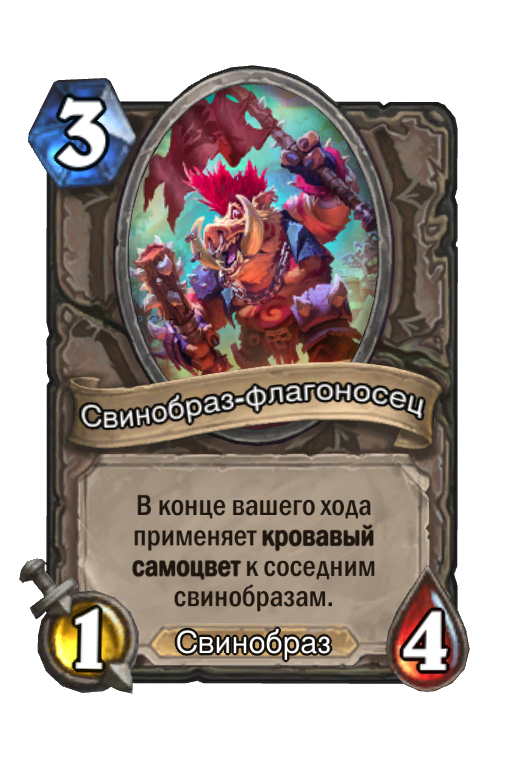 3
Свинобраз-флагоносец
В конце вашего хода
применяет кровавый
самоцвет к соседним
свинобразам.
1
Свинобраз
4